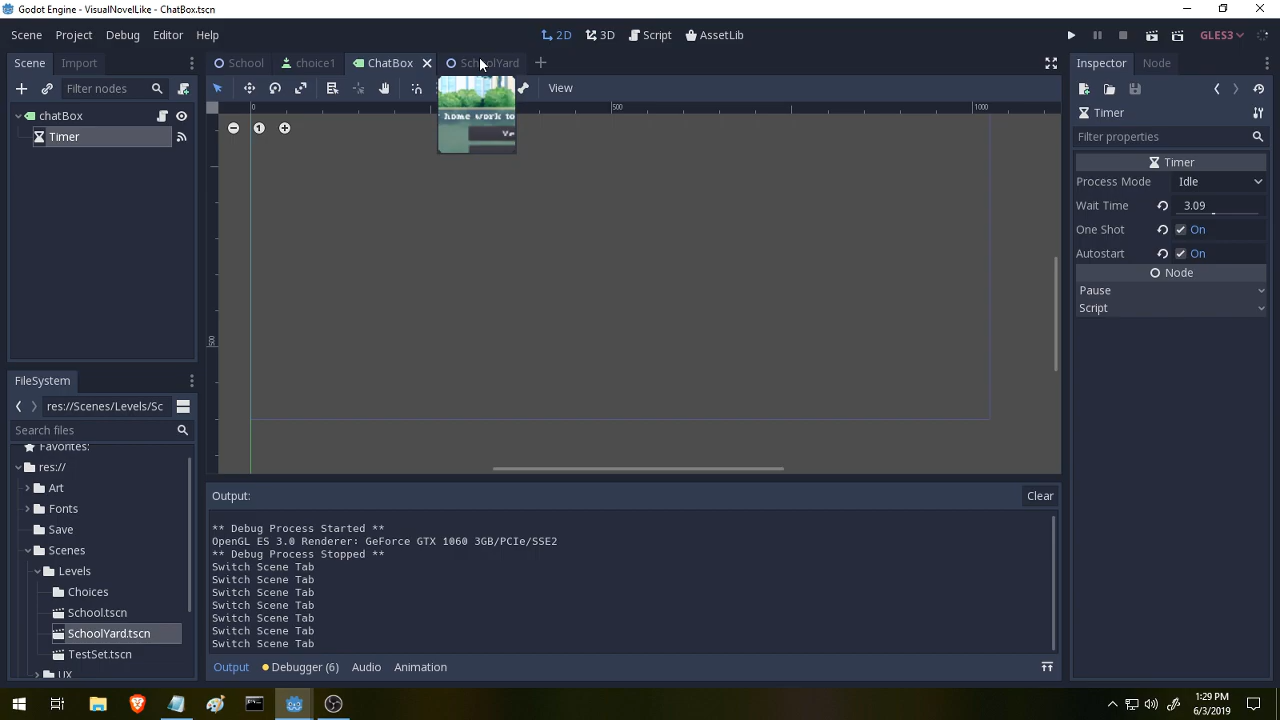 Godot Engine - VisualNovelLike - ChatBox.tscn
Scene Project Debug Editor Help
2D 3D Script AssetLib
GLES3
Scene Import
School choice1 ChatBox SchoolYard
Inspector Node
Filter nodes
View
chatBox
Timer
0 500 1000
1
home work to
500
Timer
Filter properties
Timer
Process Mode Idle
Wait Time 3.09
One Shot On
Autostart On
Node
Pause
Script
FileSystem
res://Scenes/Levels/Sc
Search files
Favorites:
res://
Art
Fonts
Save
Scenes
Levels
Choices
School.tscn
SchoolYard.tscn
TestSet.tscn
UX
Output:
Clear
** Debug Process Started **
OpenGL ES 3.0 Renderer: GeForce GTX 1060 3GB/PCIe/SSE2
** Debug Process Stopped **
Switch Scene Tab
Switch Scene Tab
Switch Scene Tab
Switch Scene Tab
Switch Scene Tab
Switch Scene Tab
Switch Scene Tab
Output Debugger (6) Audio Animation
1:29 PM
6/3/2019